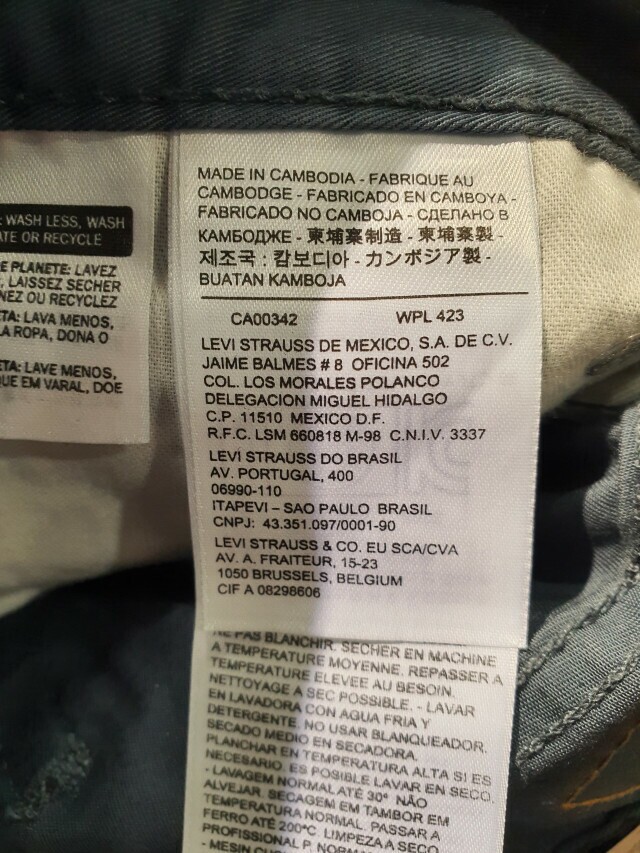 : WASH LESS, WASH
ATE OR RECYCLE
E PLANETE: LAVEZ
, LAISSEZ SECHER
NEZ OU RECYCLEZ
TA: LAVA MENOS,
LA ROPA, DONA O
TA: LAVE MENOS,
UE EM VARAL, DOE
MADE IN CAMBODIA - FABRIQUE AU
CAMBODGE - FABRICADO EN CAMBOYA -
FABRICADO NO CAMBOJA - СДЕЛАНО В
КАМБОДЖЕ - 柬埔寨制造 - 柬埔寨製 -
제조국 : 캄보디아 - カンボジア製 -
BUATAN KAMBOJA
CA00342 WPL 423
LEVI STRAUSS DE MEXICO, S.A. DE C.V.
JAIME BALMES # 8 OFICINA 502
COL. LOS MORALES POLANCO
DELEGACION MIGUEL HIDALGO
C.P. 11510 MEXICO D.F.
R.F.C. LSM 660818 M-98 C.N.I.V. 3337
LEVI STRAUSS DO BRASIL
AV. PORTUGAL, 400
06990-110
ITAPEVI – SAO PAULO BRASIL
CNPJ: 43.351.097/0001-90
LEVI STRAUSS & CO. EU SCA/CVA
AV. A. FRAITEUR, 15-23
1050 BRUSSELS, BELGIUM
CIF A 08298606
NE PAS BLANCHIR. SECHER EN MACHINE
A TEMPERATURE MOYENNE. REPASSER A
TEMPERATURE ELEVEE AU BESOIN.
NETTOYAGE A SEC POSSIBLE. - LAVAR
EN LAVADORA CON AGUA FRIA Y
DETERGENTE. NO USAR BLANQUEADOR.
SECADO MEDIO EN SECADORA.
PLANCHAR EN TEMPERATURA ALTA SI ES
NECESARIO. ES POSIBLE LAVAR EN SECO.
- LAVAGEM NORMAL ATÉ 30° NÃO
ALVEJAR. SECAGEM EM TAMBOR EM
TEMPERATURA NORMAL. PASSAR A
FERRO ATÉ 200°C. LIMPEZA A SECO
PROFISSIONAL P. NORM